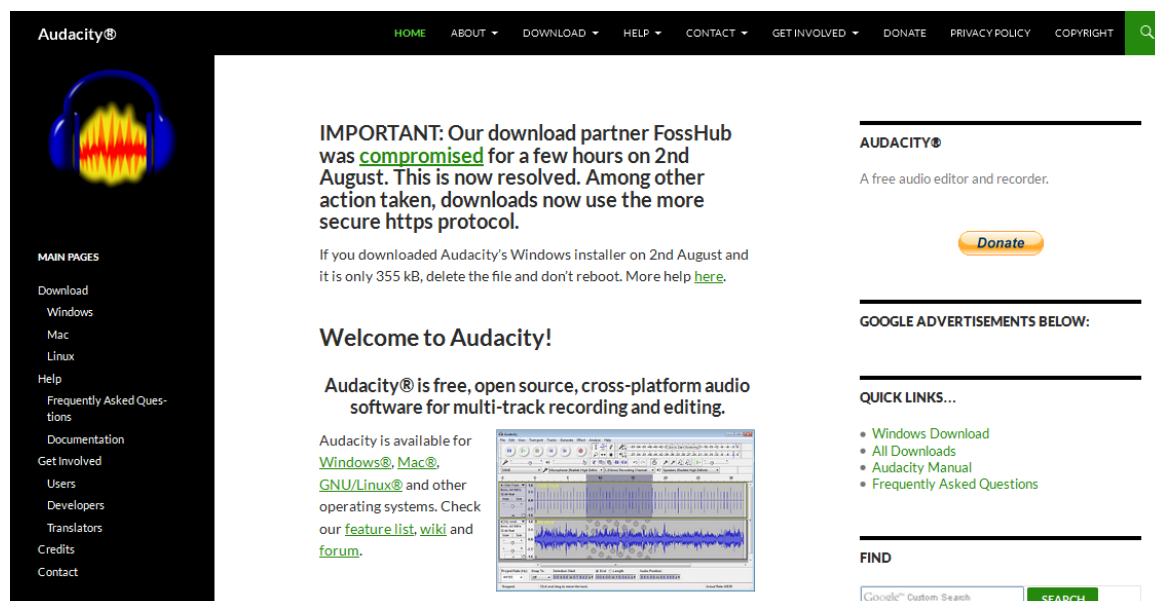 Audacity®
HOME ABOUT DOWNLOAD HELP CONTACT GET INVOLVED DONATE PRIVACY POLICY COPYRIGHT
MAIN PAGES
Download
Windows
Mac
Linux
Help
Frequently Asked Ques-
tions
Documentation
Get Involved
Users
Developers
Translators
Credits
Contact
IMPORTANT: Our download partner FossHub
was compromised for a few hours on 2nd
August. This is now resolved. Among other
action taken, downloads now use the more
secure https protocol.
If you downloaded Audacity's Windows installer on 2nd August and
it is only 355 kB, delete the file and don't reboot. More help here.
Welcome to Audacity!
Audacity® is free, open source, cross-platform audio
software for multi-track recording and editing.
Audacity is available for
Windows®, Mac®,
GNU/Linux® and other
operating systems. Check
our feature list, wiki and
forum.
AUDACITY®
A free audio editor and recorder.
Donate
GOOGLE ADVERTISEMENTS BELOW:
QUICK LINKS...
Windows Download
All Downloads
Audacity Manual
Frequently Asked Questions
FIND
Google™ Custom Search
SEARCH